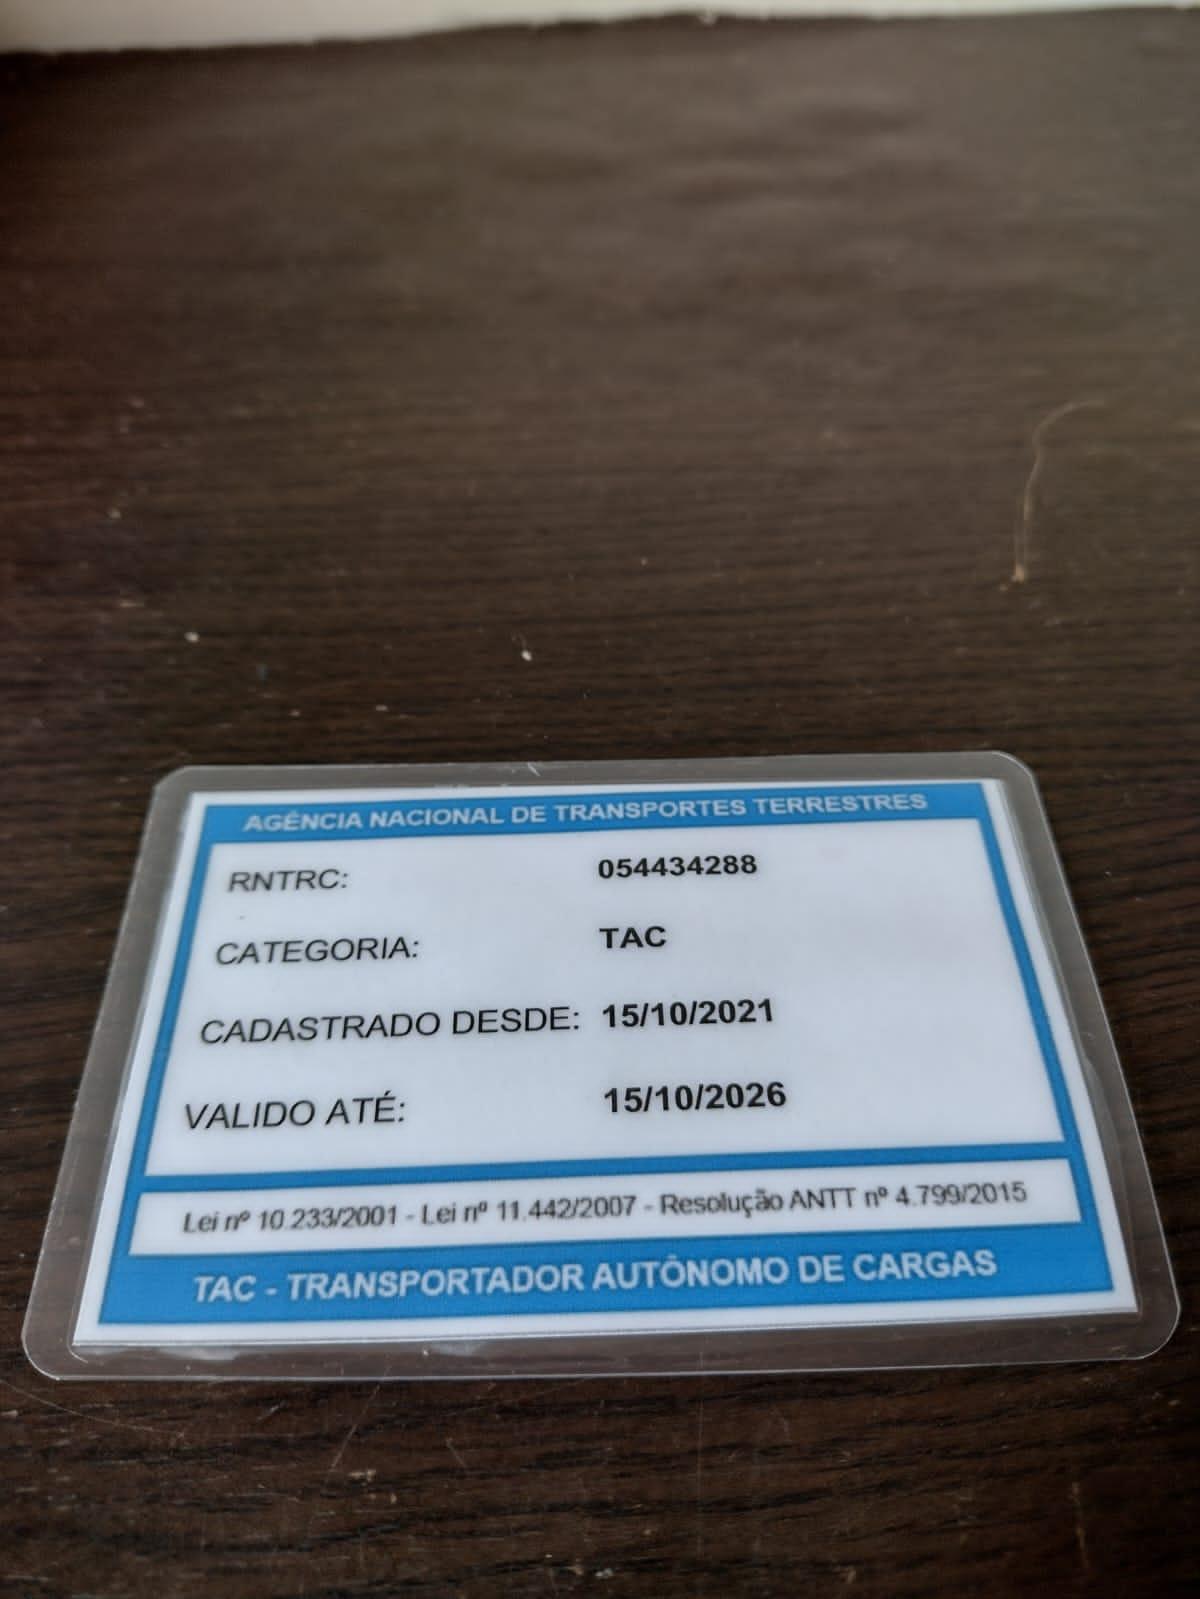 AGÊNCIA NACIONAL DE TRANSPORTES TERRESTRES
RNTRC: 054434288
CATEGORIA: TAC
CADASTRADO DESDE: 15/10/2021
VALIDO ATÉ: 15/10/2026
Lei nº 10.233/2001 - Lei nº 11.442/2007 - Resolução ANTT nº 4.799/2015
TAC - TRANSPORTADOR AUTÔNOMO DE CARGAS